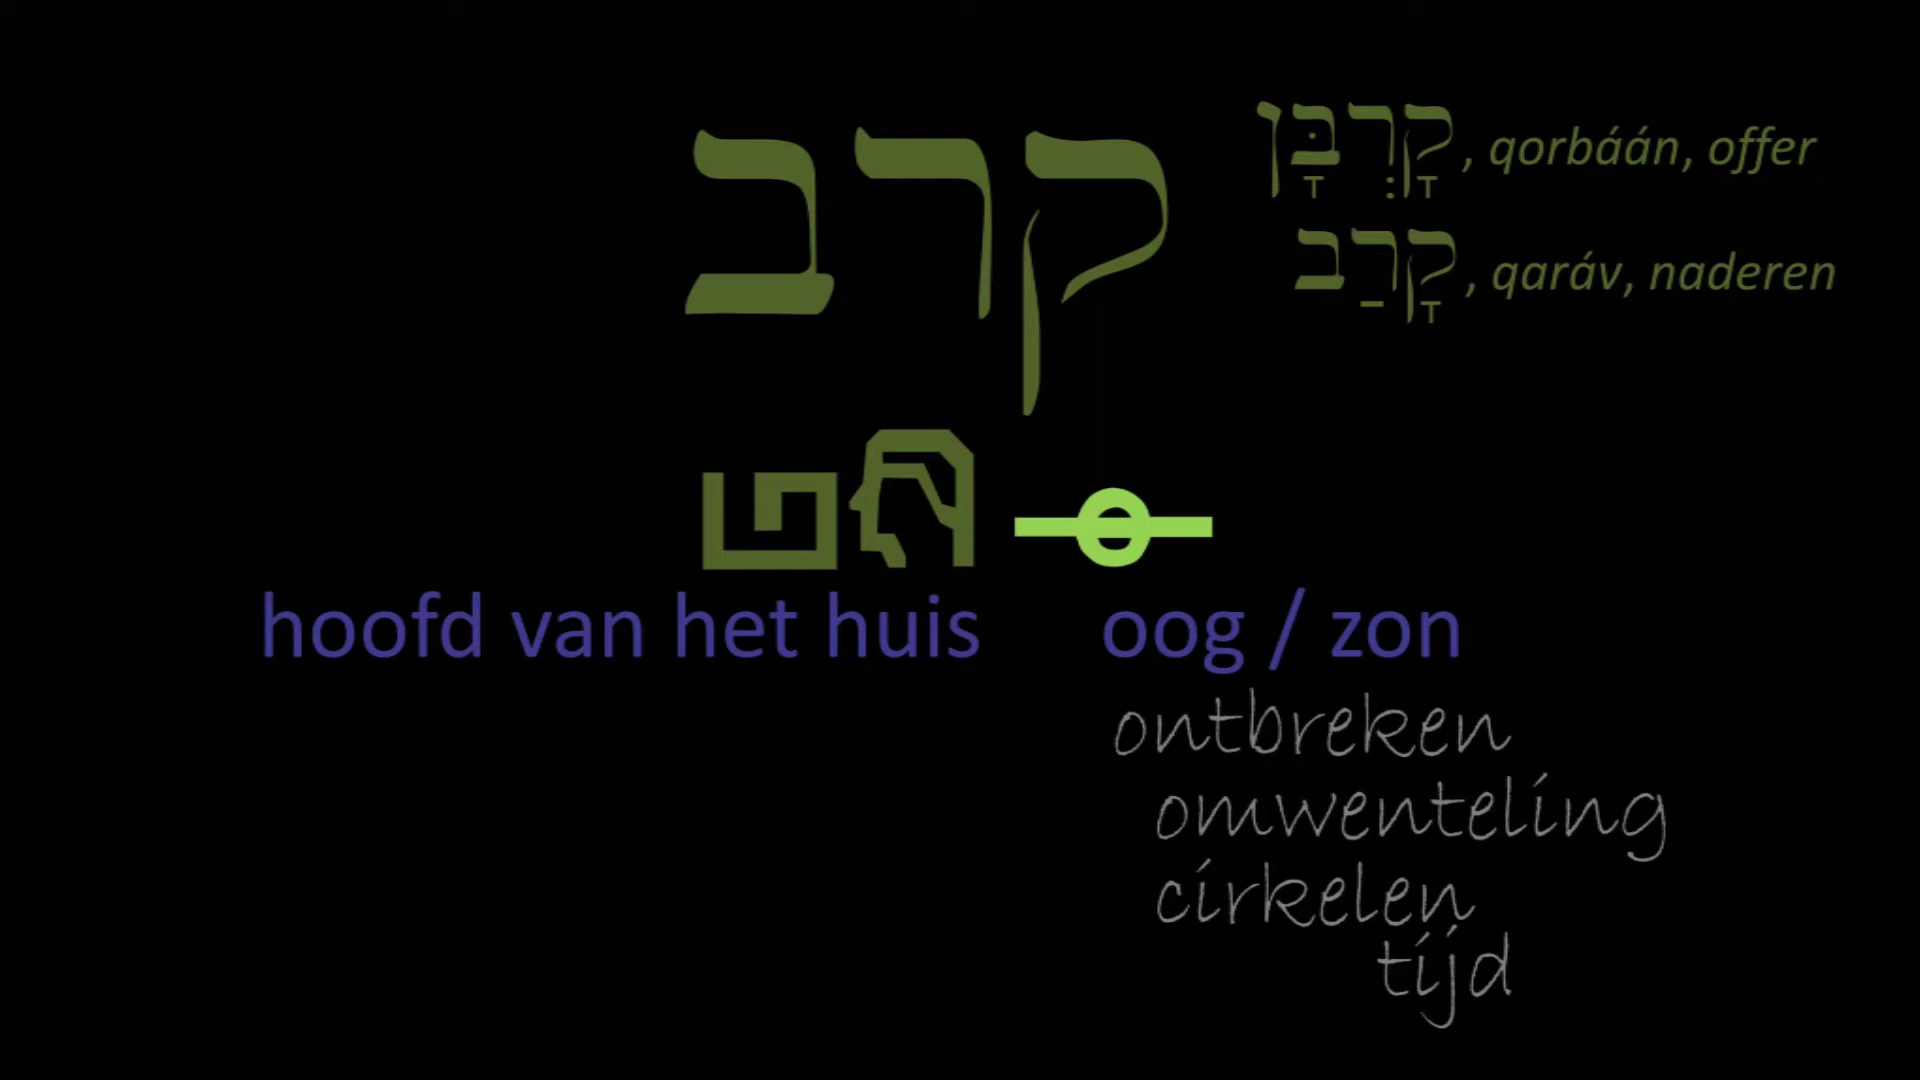 קָרְבָּן, qorbáán, offer
קָרַב, qaráv, naderen
קרב
hoofd van het huis oog / zon
ontbreken
omwenteling
cirkelen
tijd